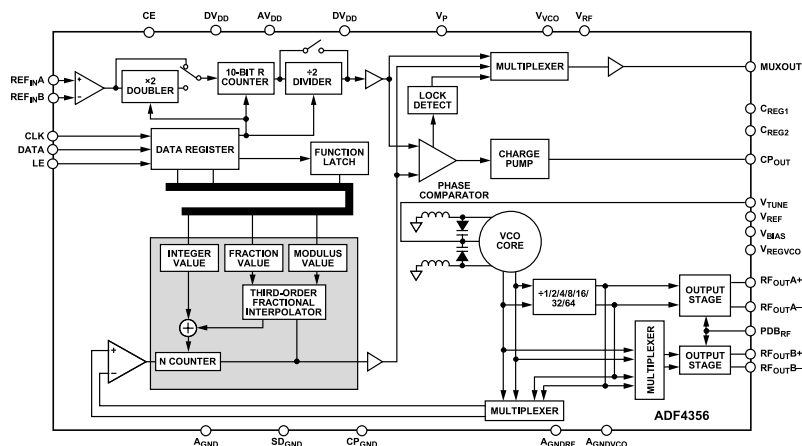 CE
DVDD
AVDD
DVDD
VP
VVCO
VRF
REFINA
REFINB
×2
DOUBLER
10-BIT R
COUNTER
÷2
DIVIDER
MULTIPLEXER
MUXOUT
LOCK
DETECT
CREG1
CREG2
CLK
DATA
LE
DATA REGISTER
FUNCTION
LATCH
CHARGE
PUMP
CPOUT
PHASE
COMPARATOR
VTUNE
VREF
VBIAS
VREGVCO
VCO
CORE
INTEGER
VALUE
FRACTION
VALUE
MODULUS
VALUE
THIRD-ORDER
FRACTIONAL
INTERPOLATOR
÷1/2/4/8/16/
32/64
OUTPUT
STAGE
RFOUTA+
RFOUTA–
PDBRF
N COUNTER
MULTIPLEXER
OUTPUT
STAGE
RFOUTB+
RFOUTB–
MULTIPLEXER
ADF4356
AGND
SDGND
CPGND
AGNDRF
AGNDVCO